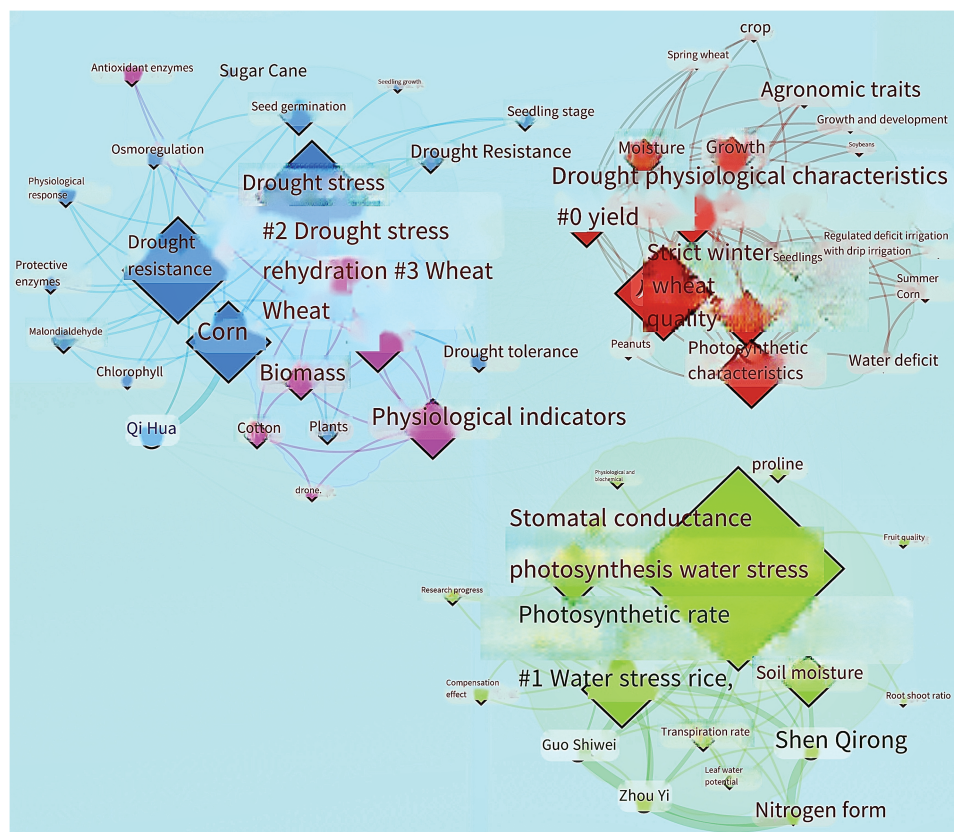 Antioxidant enzymes
Sugar Cane
Seedling growth
Seed germination
Seedling stage
Osmoregulation
Drought Resistance
Physiological
response
Drought stress
#2 Drought stress
Drought
resistance
rehydration #3 Wheat
Protective
enzymes
Wheat
Corn
Malondialdehyde
Drought tolerance
Chlorophyll
Biomass
Physiological indicators
Qi Hua
Cotton
Plants
drone.
crop
Spring wheat
Agronomic traits
Growth and development
Moisture
Growth
Soybeans
Drought physiological characteristics
#0 yield
Regulated deficit irrigation
with drip irrigation
Strict winter
Seedlings
wheat
Summer
Corn
quality
Peanuts
Photosynthetic
characteristics
Water deficit
proline
Physiological and
biochemical
Stomatal conductance
Fruit quality
photosynthesis water stress
Research progress
Photosynthetic rate
#1 Water stress rice,
Soil moisture
Compensation
effect
Root shoot ratio
Transpiration rate
Guo Shiwei
Shen Qirong
Leaf water
potential
Zhou Yi
Nitrogen form